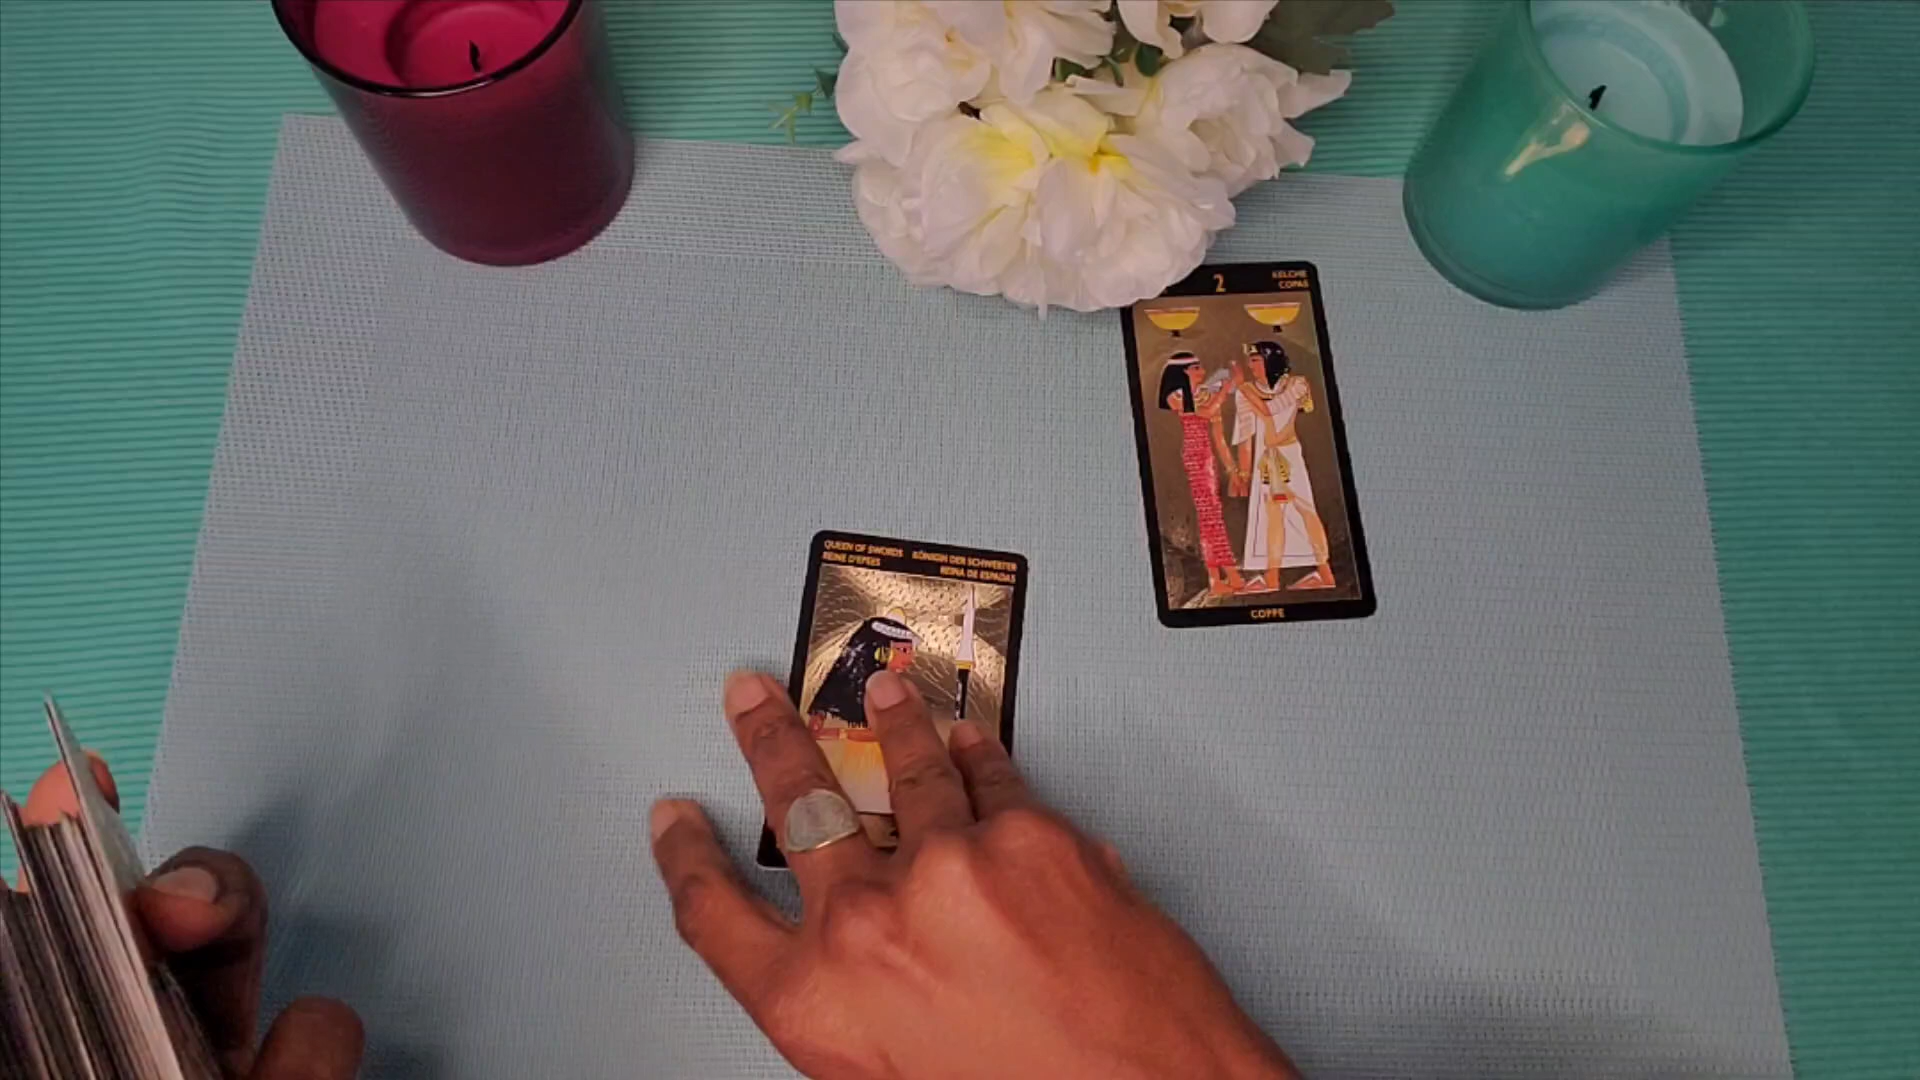 2
KELCHE
COPAS
COPPE
QUEEN OF SWORDS
REINE D'EPEES
KÖNIGIN DER SCHWERTER
REINA DE ESPADAS